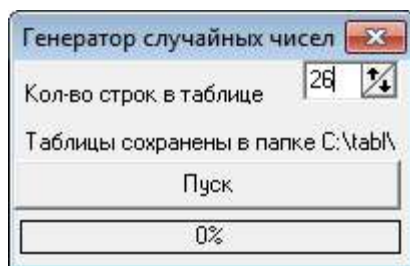 Генератор случайных чисел
Кол-во строк в таблице 26
Таблицы сохранены в папке C:\tabl\
Пуск
0%